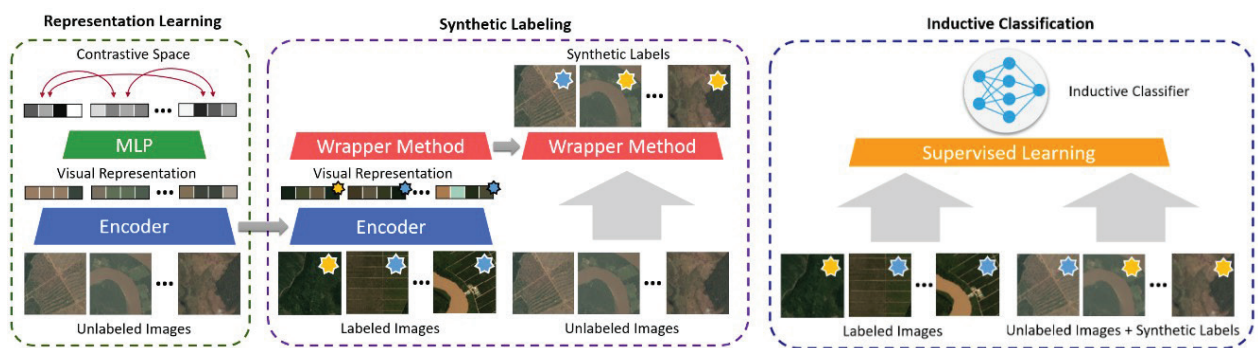 Representation Learning
Contrastive Space
MLP
Visual Representation
Encoder
Unlabeled Images
Synthetic Labeling
Synthetic Labels
Wrapper Method
Wrapper Method
Visual Representation
Encoder
Labeled Images
Unlabeled Images
Inductive Classification
Inductive Classifier
Supervised Learning
Labeled Images
Unlabeled Images + Synthetic Labels